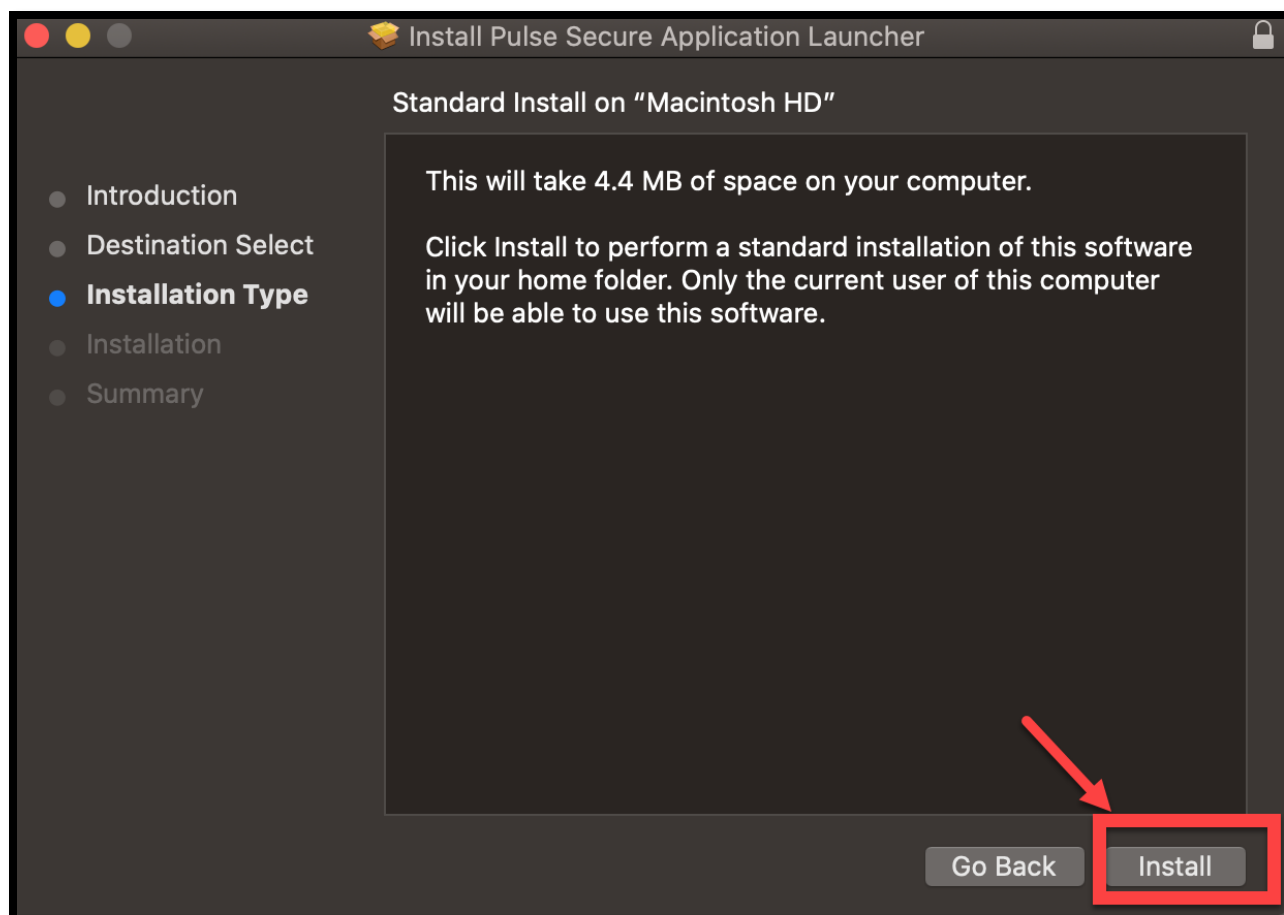 Install Pulse Secure Application Launcher
Standard Install on “Macintosh HD”
Introduction
Destination Select
Installation Type
Installation
Summary
This will take 4.4 MB of space on your computer.
Click Install to perform a standard installation of this software
in your home folder. Only the current user of this computer
will be able to use this software.
Go Back
Install